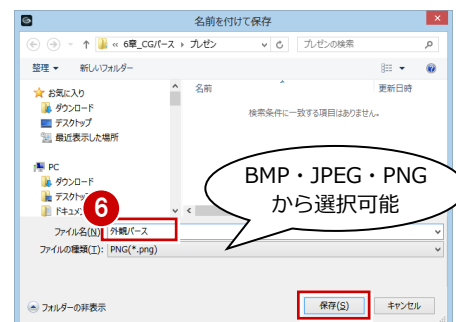 名前を付けて保存
« 6章_CGパース ▸ プレゼン
プレゼンの検索
整理 新しいフォルダー
名前 更新日時
検索条件に一致する項目はありません。
お気に入り
ダウンロード
デスクトップ
最近表示した場所
PC
ダウンロード
デスクトップ
ドキュメント
BMP・JPEG・PNG
から選択可能
6
ファイル名(N): 外観パース
ファイルの種類(T): PNG(*.png)
フォルダーの非表示
保存(S) キャンセル